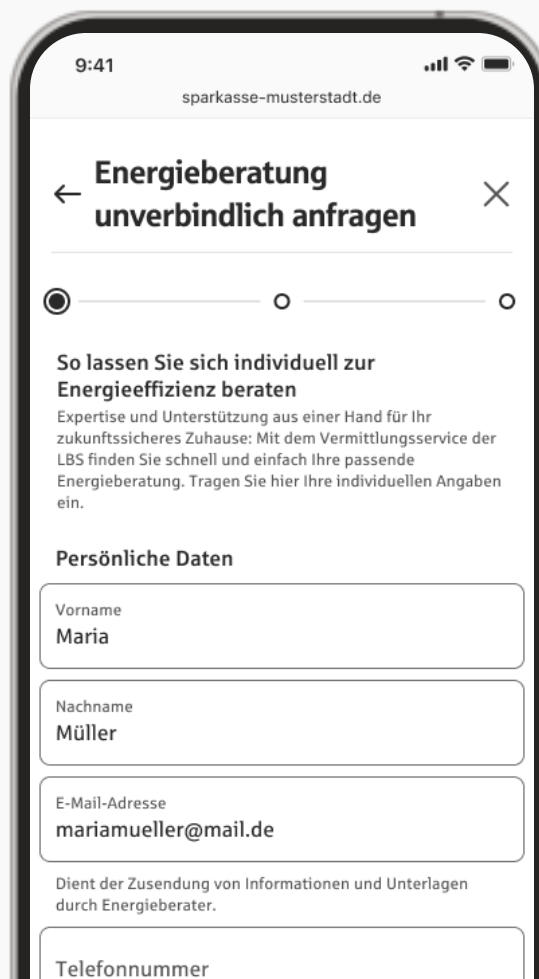 9:41
sparkasse-musterstadt.de
Energieberatung
unverbindlich anfragen
So lassen Sie sich individuell zur
Energieeffizienz beraten
Expertise und Unterstützung aus einer Hand für Ihr
zukunftssicheres Zuhause: Mit dem Vermittlungsservice der
LBS finden Sie schnell und einfach Ihre passende
Energieberatung. Tragen Sie hier Ihre individuellen Angaben
ein.
Persönliche Daten
Vorname
Maria
Nachname
Müller
E-Mail-Adresse
mariamueller@mail.de
Dient der Zusendung von Informationen und Unterlagen
durch Energieberater.
Telefonnummer